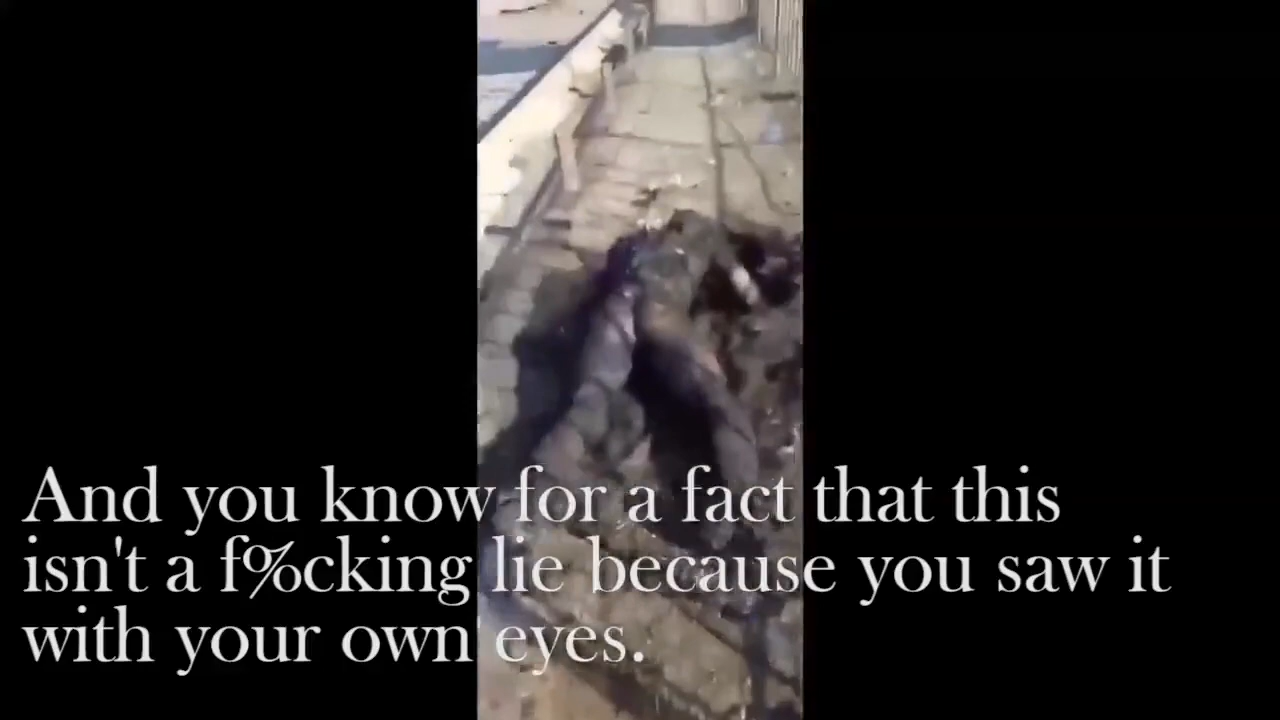 And you know for a fact that this
isn't a f%cking lie because you saw it
with your own eyes.